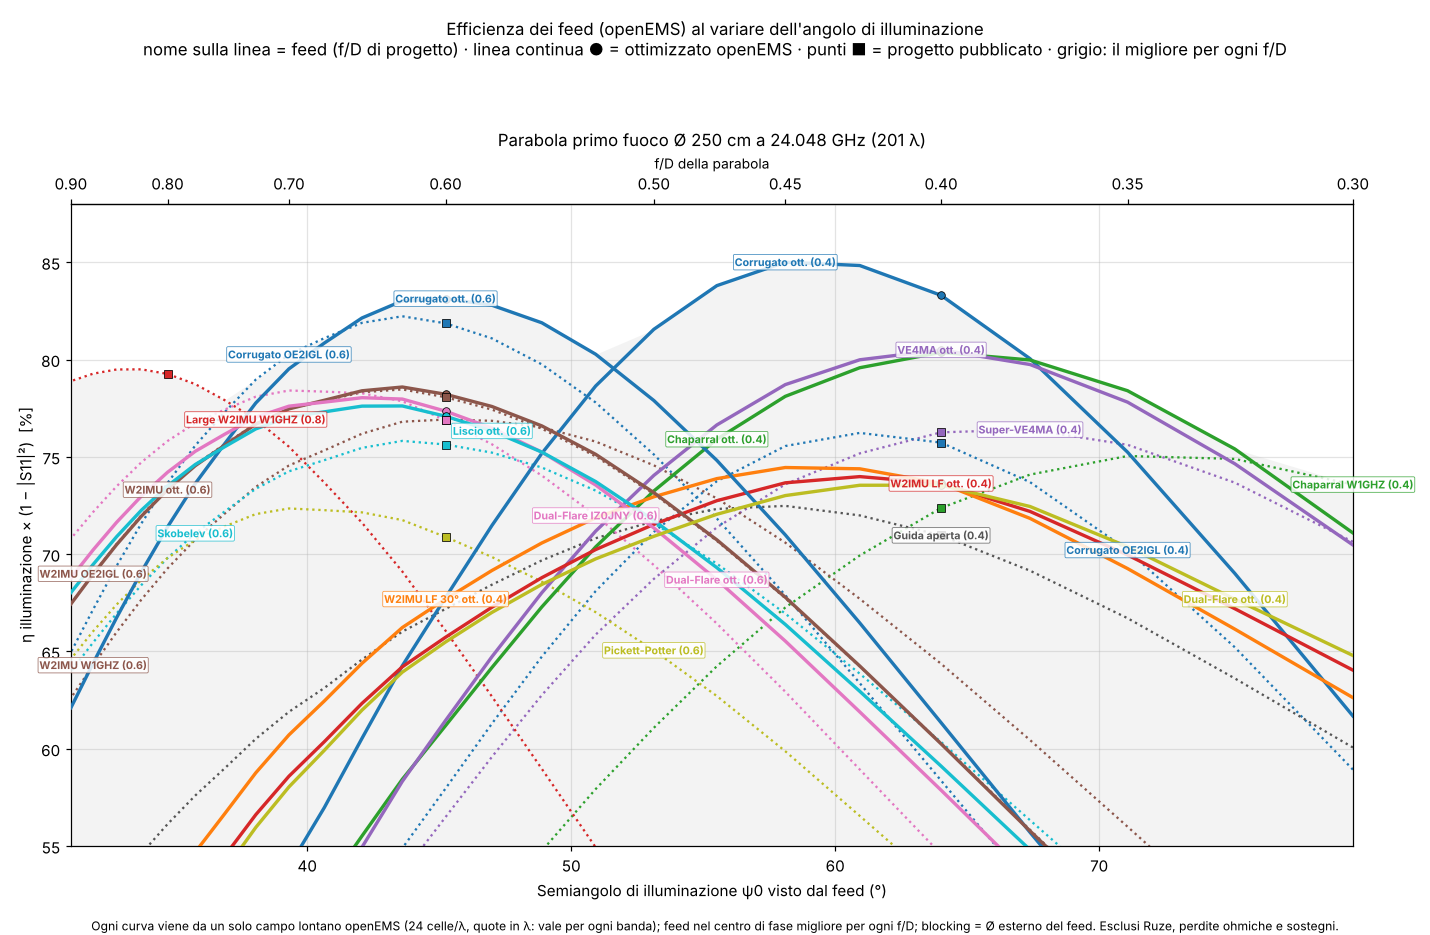 Efficienza dei feed (openEMS) al variare dell'angolo di illuminazione
nome sulla linea = feed (f/D di progetto) · linea continua ● = ottimizzato openEMS · punti ■ = progetto pubblicato · grigio: il migliore per ogni f/D
Parabola primo fuoco Ø 250 cm a 24.048 GHz (201 λ)
f/D della parabola
0.90 0.80 0.70 0.60 0.50 0.45 0.40 0.35 0.30
85
80
75
70
65
60
55
η illuminazione × (1 − |S11|²) [%]
Corrugato ott. (0.4)
Corrugato ott. (0.6)
Corrugato OE2IGL (0.6)
VE4MA ott. (0.4)
Large W2IMU W1GHZ (0.8)
Liscio ott. (0.6)
Chaparral ott. (0.4)
Super-VE4MA (0.4)
W2IMU ott. (0.6)
W2IMU LF ott. (0.4)
Chaparral W1GHZ (0.4)
Skobelev (0.6)
Dual-Flare IZ0JNY (0.6)
Guida aperta (0.4)
Corrugato OE2IGL (0.4)
W2IMU OE2IGL (0.6)
Dual-Flare ott. (0.6)
W2IMU LF 30° ott. (0.4)
Dual-Flare ott. (0.4)
W2IMU W1GHZ (0.6)
Pickett-Potter (0.6)
40 50 60 70
Semiangolo di illuminazione ψ0 visto dal feed (°)
Ogni curva viene da un solo campo lontano openEMS (24 celle/λ, quote in λ: vale per ogni banda); feed nel centro di fase migliore per ogni f/D; blocking = Ø esterno del feed. Esclusi Ruze, perdite ohmiche e sostegni.